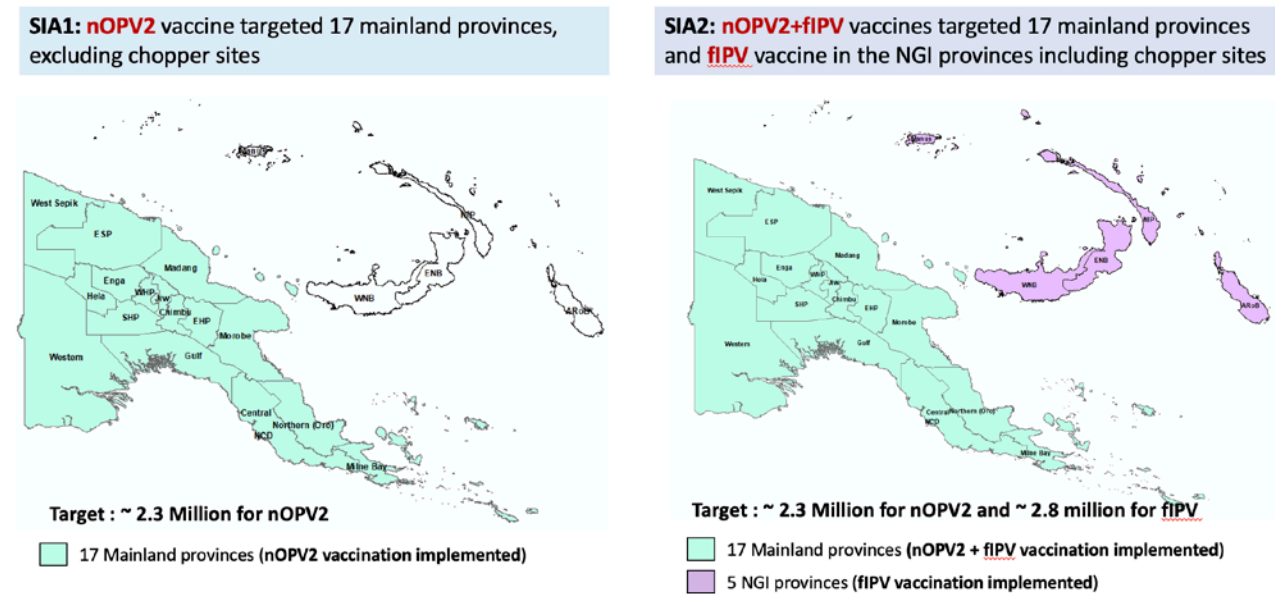 SIA1: nOPV2 vaccine targeted 17 mainland provinces,
excluding chopper sites
West Sepik
ESP
Madang
Enga
WHP
Jiw
Hela
Chimbu
SHP
EHP
Morobe
Western
Gulf
Central
Northern (Oro)
NCD
Milne Bay
Manus
NIP
ENB
WNB
ARoB
Target : ~ 2.3 Million for nOPV2
17 Mainland provinces (nOPV2 vaccination implemented)
SIA2: nOPV2+fIPV vaccines targeted 17 mainland provinces
and fIPV vaccine in the NGI provinces including chopper sites
West Sepik
ESP
Madang
Enga
WHP
Jiw
Hela
Chimbu
SHP
EHP
Morobe
Western
Gulf
Central
Northern (Oro)
NCD
Milne Bay
Manus
NIP
ENB
WNB
ARoB
Target : ~ 2.3 Million for nOPV2 and ~ 2.8 million for fIPV
17 Mainland provinces (nOPV2 + fIPV vaccination implemented)
5 NGI provinces (fIPV vaccination implemented)